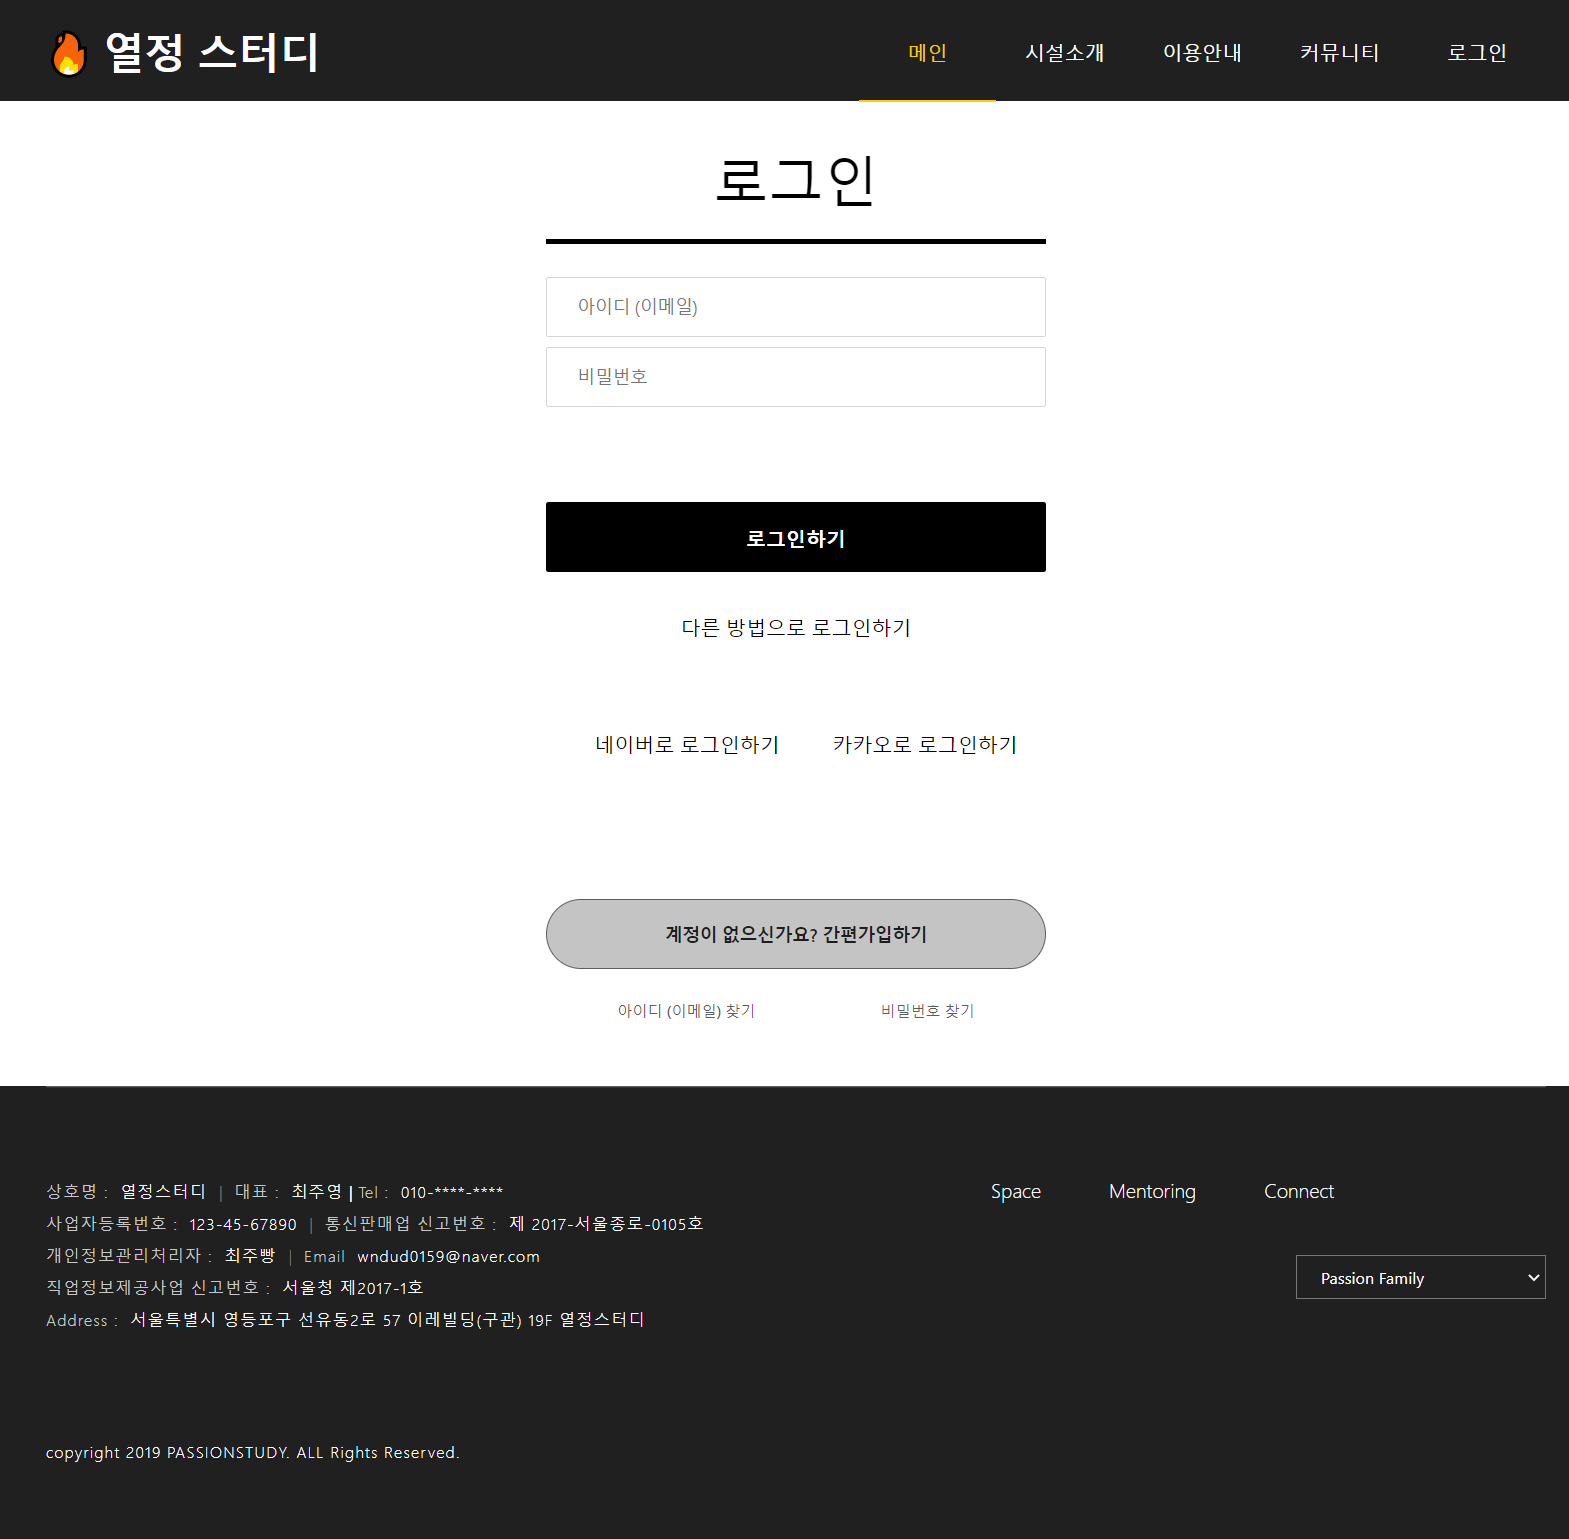 열정 스터디
메인 시설소개 이용안내 커뮤니티 로그인
로그인
아이디 (이메일)
비밀번호
로그인하기
다른 방법으로 로그인하기
네이버로 로그인하기 카카오로 로그인하기
계정이 없으신가요? 간편가입하기
아이디 (이메일) 찾기 비밀번호 찾기
상호명 : 열정스터디 | 대표 : 최주영 | Tel : 010-****-****
사업자등록번호 : 123-45-67890 | 통신판매업 신고번호 : 제 2017-서울종로-0105호
개인정보관리처리자 : 최주빵 | Email wndud0159@naver.com
직업정보제공사업 신고번호 : 서울청 제2017-1호
Address : 서울특별시 영등포구 선유동2로 57 이레빌딩(구관) 19F 열정스터디
Space Mentoring Connect
Passion Family
copyright 2019 PASSIONSTUDY. ALL Rights Reserved.